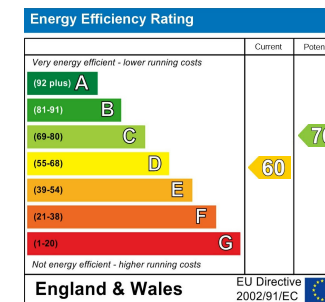 Energy Efficiency Rating
Current
Very energy efficient - lower running costs
(92 plus) A
(81-91) B
(69-80) C
(55-68) D
60
(39-54) E
(21-38) F
(1-20) G
Not energy efficient - higher running costs
England & Wales
EU Directive
2002/91/EC